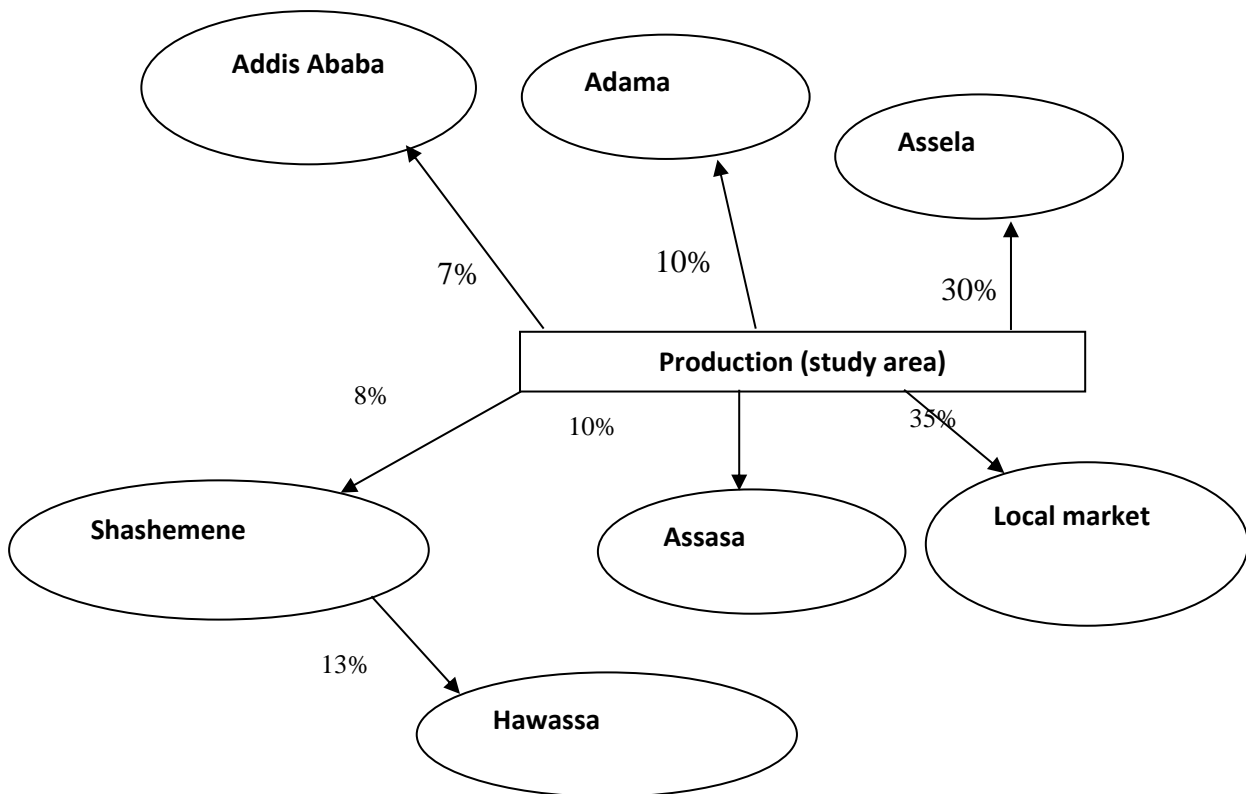 Addis Ababa
Adama
Assela
7%
10%
30%
Production (study area)
8%
10%
35%
Shashemene
Assasa
Local market
13%
Hawassa